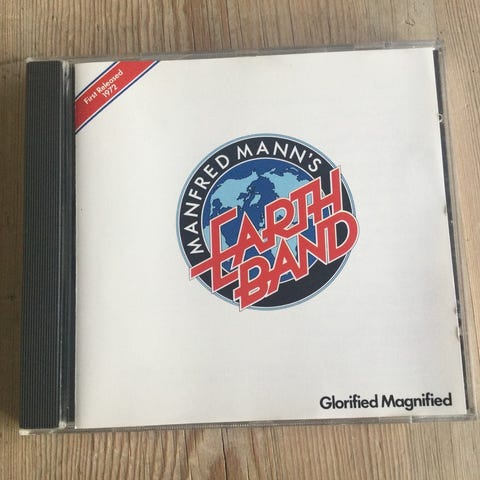 First Released
1972
MANFRED MANN'S
EARTH
BAND
Glorified Magnified